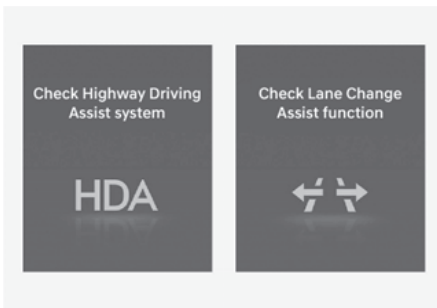 Check Highway Driving
Assist system
HDA
Check Lane Change
Assist function